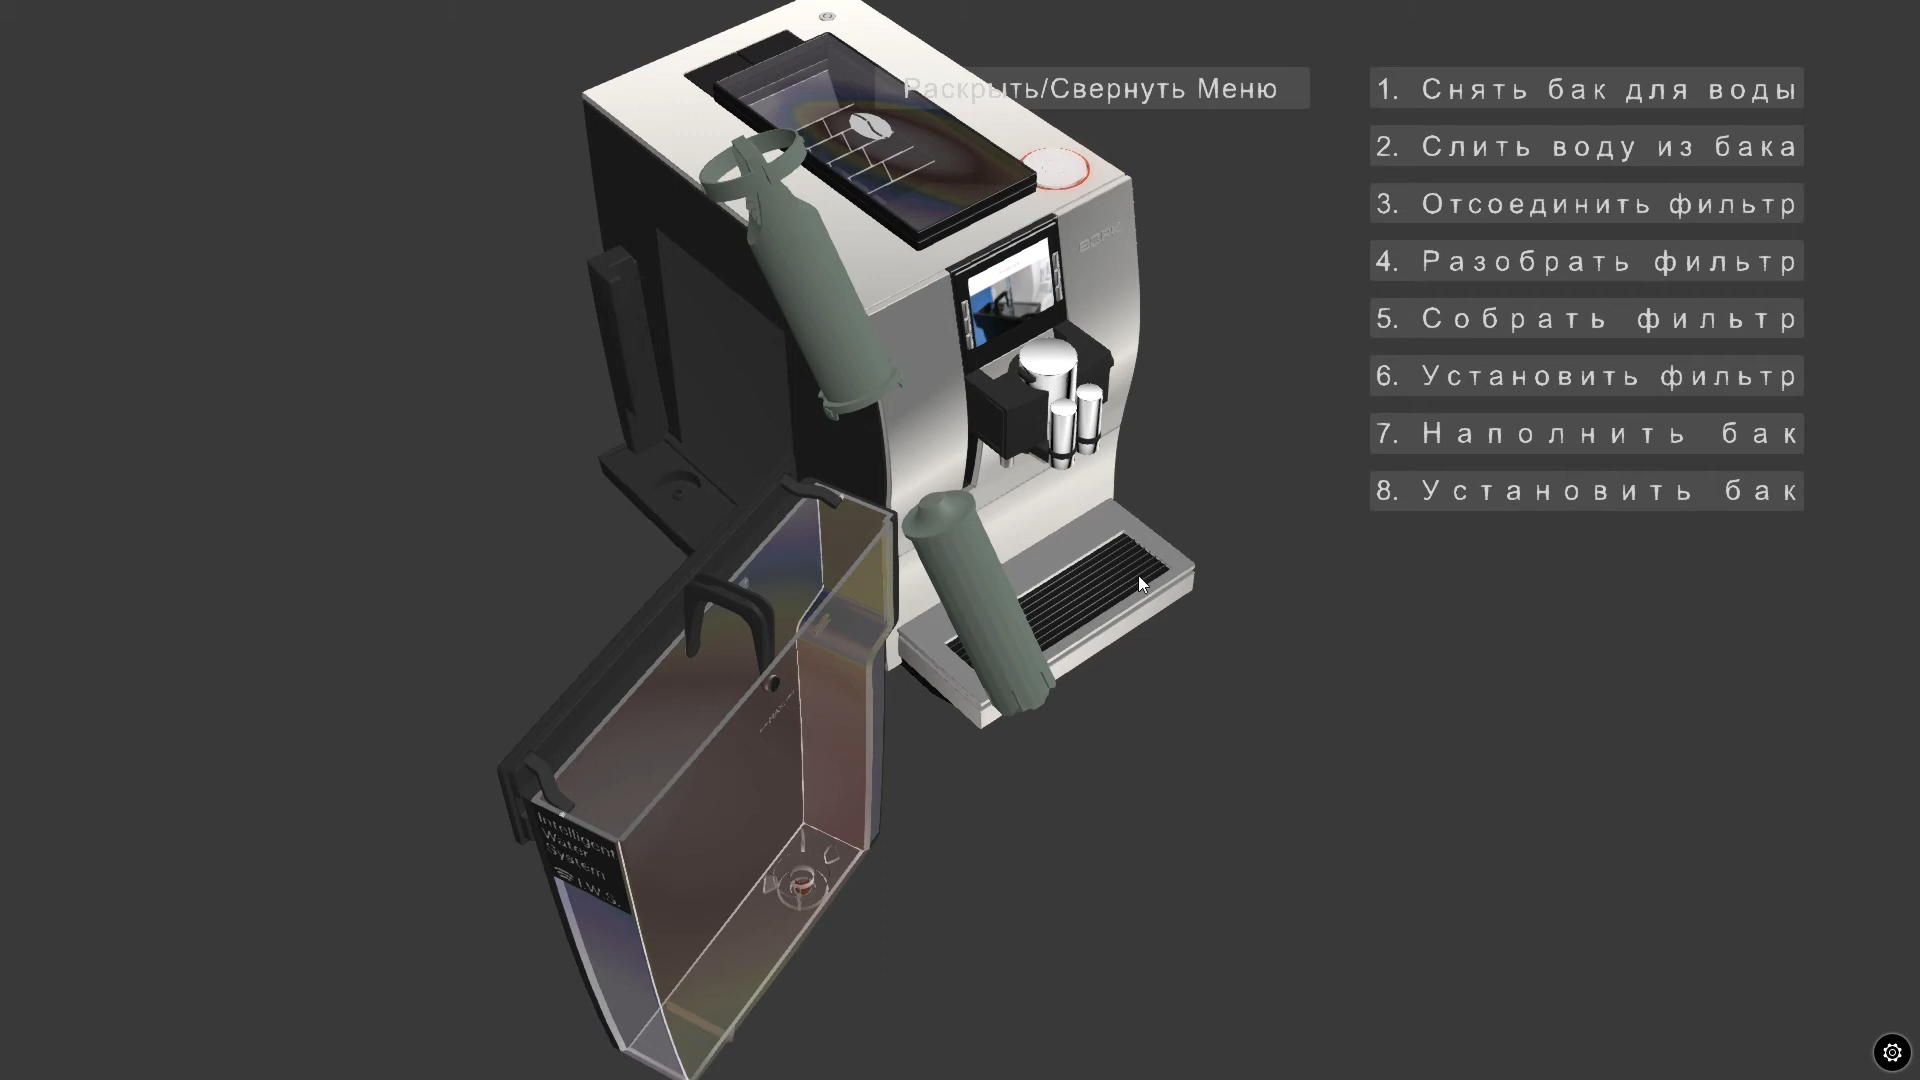 Раскрыть/Свернуть Меню
1. Снять бак для воды
2. Слить воду из бака
3. Отсоединить фильтр
4. Разобрать фильтр
5. Собрать фильтр
6. Установить фильтр
7. Наполнить бак
8. Установить бак
BORK
Intelligent
Water
System
I.W.S.